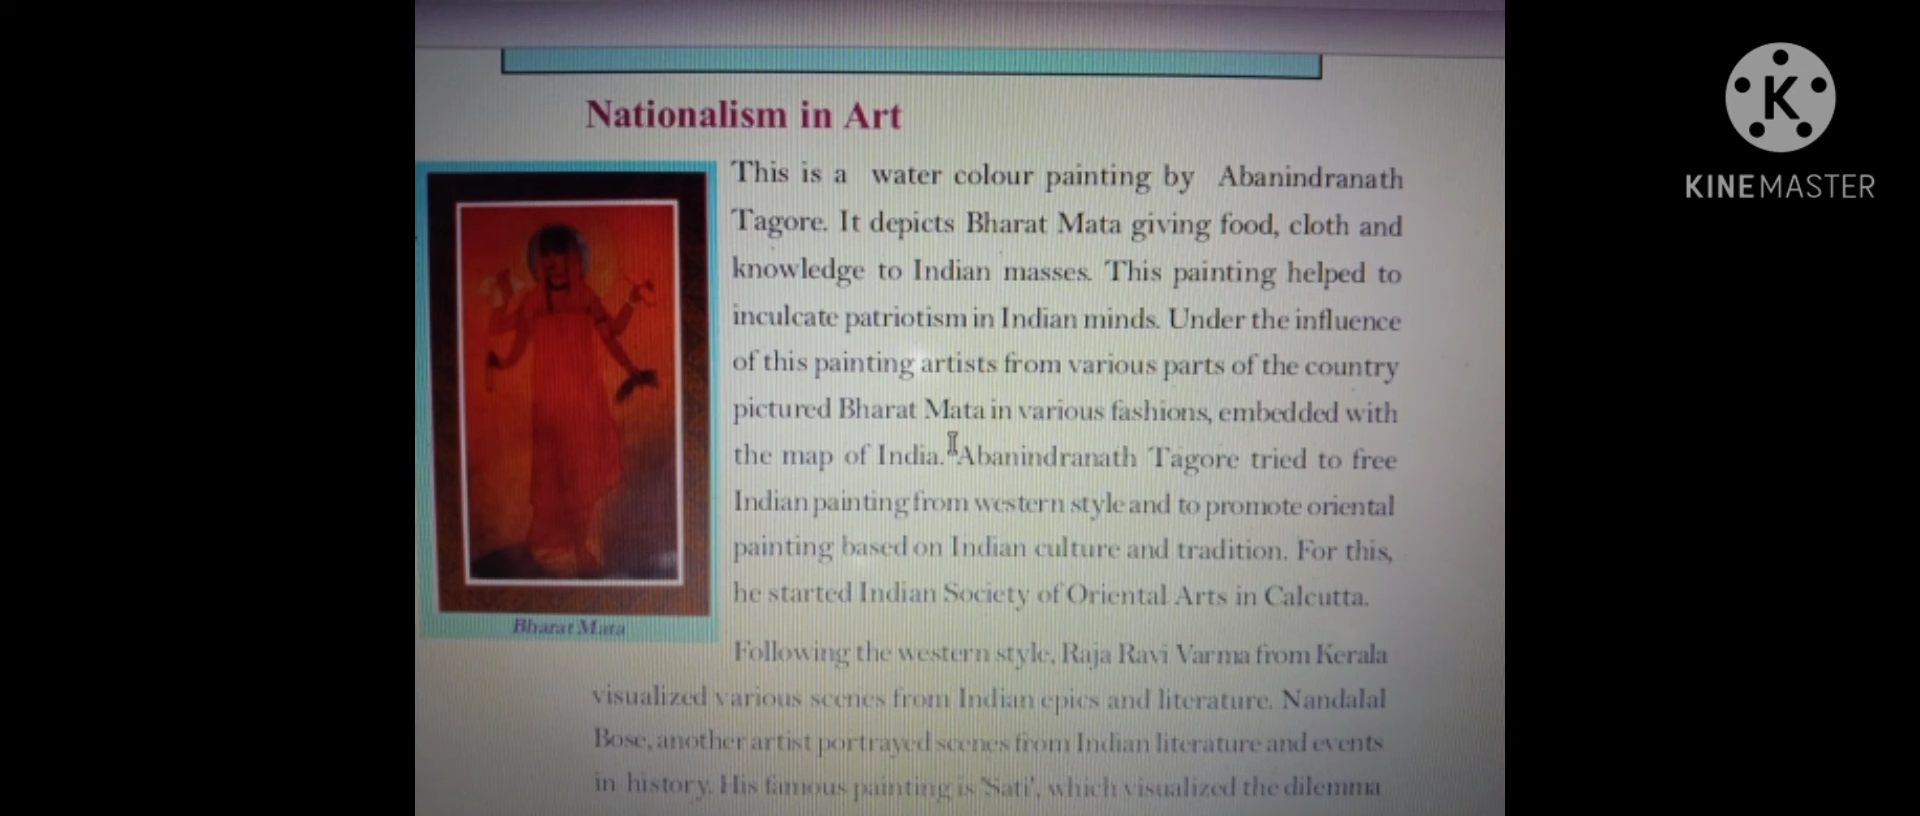 Nationalism in Art
This is a water colour painting by Abanindranath
Tagore. It depicts Bharat Mata giving food, cloth and
knowledge to Indian masses. This painting helped to
inculcate patriotism in Indian minds. Under the influence
of this painting artists from various parts of the country
pictured Bharat Mata in various fashions, embedded with
the map of India. Abanindranath Tagore tried to free
Indian painting from western style and to promote oriental
painting based on Indian culture and tradition. For this,
he started Indian Society of Oriental Arts in Calcutta.
Bharat Mata
Following the western style, Raja Ravi Varma from Kerala
visualized various scenes from Indian epics and literature. Nandalal
Bose, another artist portrayed scenes from Indian literature and events
in history. His famous painting is 'Sati', which visualized the dilemma
K
KINEMASTER